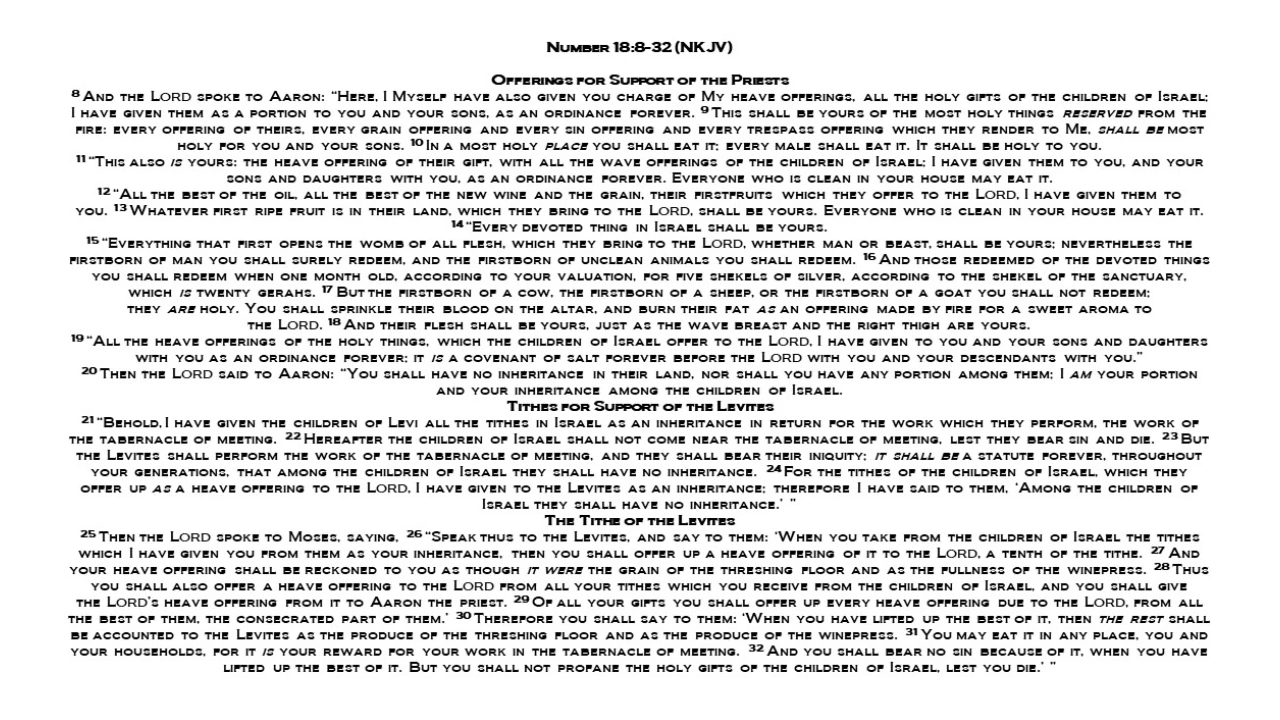 Number 18:8-32 (NKJV)
Offerings for Support of the Priests
8 And the Lord spoke to Aaron: “Here, I Myself have also given you charge of My heave offerings, all the holy gifts of the children of Israel;
I have given them as a portion to you and your sons, as an ordinance forever. 9 This shall be yours of the most holy things reserved from the
fire: every offering of theirs, every grain offering and every sin offering and every trespass offering which they render to Me, shall be most
holy for you and your sons. 10 In a most holy place you shall eat it; every male shall eat it. It shall be holy to you.
11 “This also is yours: the heave offering of their gift, with all the wave offerings of the children of Israel; I have given them to you, and your
sons and daughters with you, as an ordinance forever. Everyone who is clean in your house may eat it.
12 “All the best of the oil, all the best of the new wine and the grain, their firstfruits which they offer to the Lord, I have given them to
you. 13 Whatever first ripe fruit is in their land, which they bring to the Lord, shall be yours. Everyone who is clean in your house may eat it.
14 “Every devoted thing in Israel shall be yours.
15 “Everything that first opens the womb of all flesh, which they bring to the Lord, whether man or beast, shall be yours; nevertheless the
firstborn of man you shall surely redeem, and the firstborn of unclean animals you shall redeem. 16 And those redeemed of the devoted things
you shall redeem when one month old, according to your valuation, for five shekels of silver, according to the shekel of the sanctuary,
which is twenty gerahs. 17 But the firstborn of a cow, the firstborn of a sheep, or the firstborn of a goat you shall not redeem;
they are holy. You shall sprinkle their blood on the altar, and burn their fat as an offering made by fire for a sweet aroma to
the Lord. 18 And their flesh shall be yours, just as the wave breast and the right thigh are yours.
19 “All the heave offerings of the holy things, which the children of Israel offer to the Lord, I have given to you and your sons and daughters
with you as an ordinance forever; it is a covenant of salt forever before the Lord with you and your descendants with you.”
20 Then the Lord said to Aaron: “You shall have no inheritance in their land, nor shall you have any portion among them; I am your portion
and your inheritance among the children of Israel.
Tithes for Support of the Levites
21 “Behold, I have given the children of Levi all the tithes in Israel as an inheritance in return for the work which they perform, the work of
the tabernacle of meeting. 22 Hereafter the children of Israel shall not come near the tabernacle of meeting, lest they bear sin and die. 23 But
the Levites shall perform the work of the tabernacle of meeting, and they shall bear their iniquity; it shall be a statute forever, throughout
your generations, that among the children of Israel they shall have no inheritance. 24 For the tithes of the children of Israel, which they
offer up as a heave offering to the Lord, I have given to the Levites as an inheritance; therefore I have said to them, ‘Among the children of
Israel they shall have no inheritance.’ ”
The Tithe of the Levites
25 Then the Lord spoke to Moses, saying, 26 “Speak thus to the Levites, and say to them: ‘When you take from the children of Israel the tithes
which I have given you from them as your inheritance, then you shall offer up a heave offering of it to the Lord, a tenth of the tithe. 27 And
your heave offering shall be reckoned to you as though it were the grain of the threshing floor and as the fullness of the winepress. 28 Thus
you shall also offer a heave offering to the Lord from all your tithes which you receive from the children of Israel, and you shall give
the Lord’s heave offering from it to Aaron the priest. 29 Of all your gifts you shall offer up every heave offering due to the Lord, from all
the best of them, the consecrated part of them.’ 30 Therefore you shall say to them: ‘When you have lifted up the best of it, then the rest shall
be accounted to the Levites as the produce of the threshing floor and as the produce of the winepress. 31 You may eat it in any place, you and
your households, for it is your reward for your work in the tabernacle of meeting. 32 And you shall bear no sin because of it, when you have
lifted up the best of it. But you shall not profane the holy gifts of the children of Israel, lest you die.’ ”